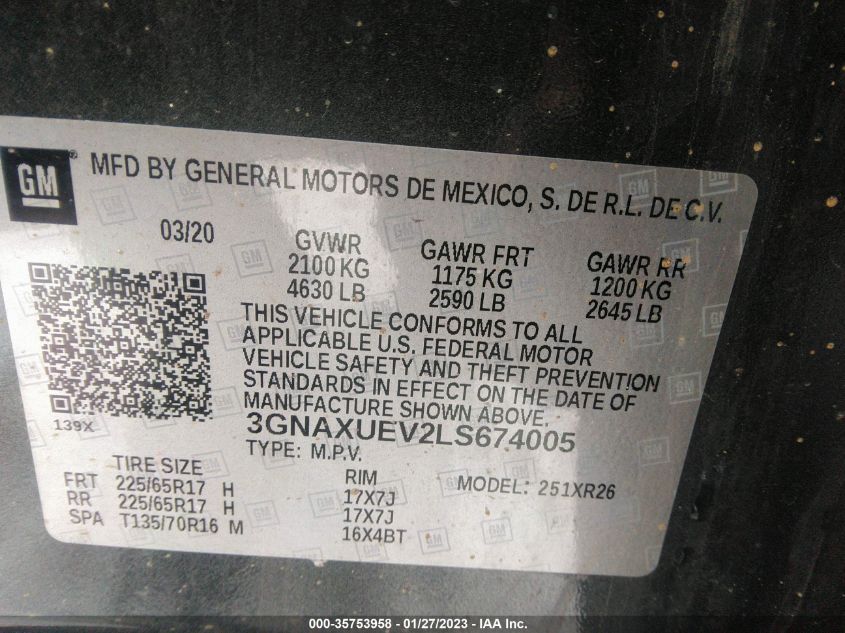 GM
MFD BY GENERAL MOTORS DE MEXICO, S. DE R.L. DE C.V.
03/20
GVWR GAWR FRT GAWR RR
2100 KG 1175 KG 1200 KG
4630 LB 2590 LB 2645 LB
THIS VEHICLE CONFORMS TO ALL
APPLICABLE U.S. FEDERAL MOTOR
VEHICLE SAFETY AND THEFT PREVENTION
STANDARDS IN EFFECT ON THE DATE OF
MANUFACTURE SHOWN ABOVE.
139X
3GNAXUEV2LS674005
TYPE: M.P.V.
TIRE SIZE RIM MODEL: 251XR26
FRT 225/65R17 H 17X7J
RR 225/65R17 H 17X7J
SPA T135/70R16 M 16X4BT
000-35753958 - 01/27/2023 - IAA Inc.